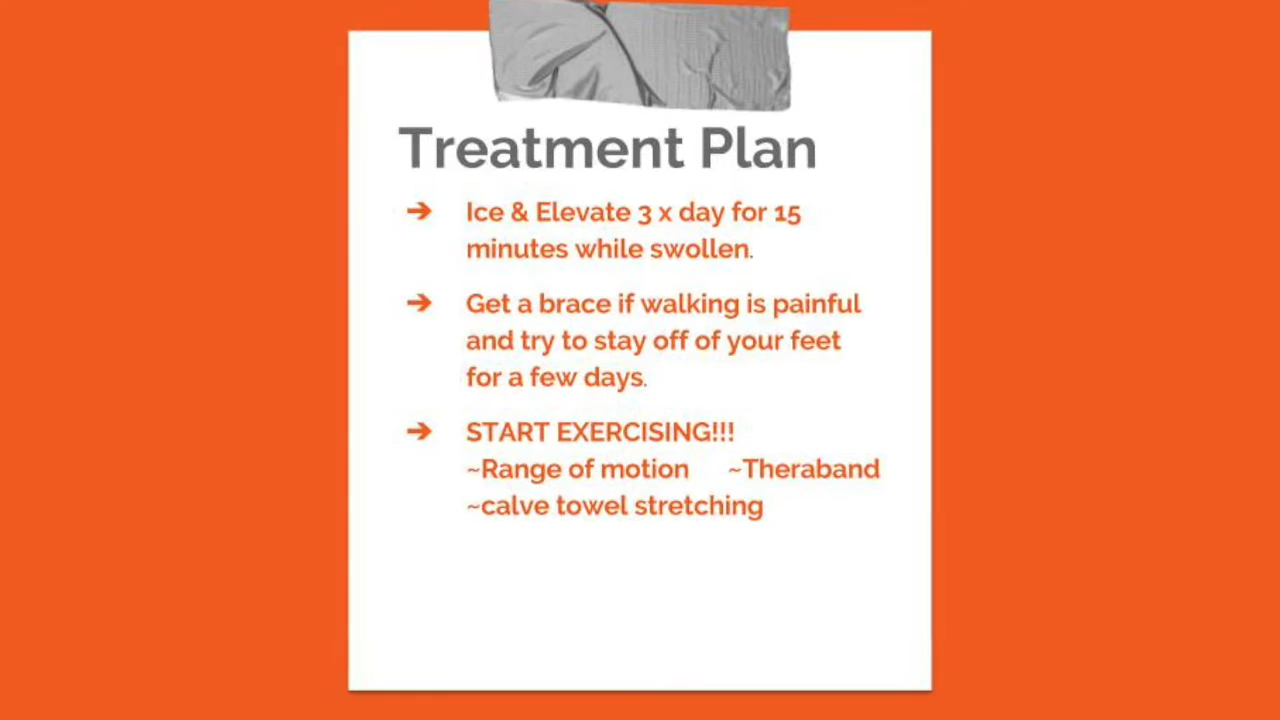 Treatment Plan
➔ Ice & Elevate 3 x day for 15
minutes while swollen.
➔ Get a brace if walking is painful
and try to stay off of your feet
for a few days.
➔ START EXERCISING!!!
~Range of motion ~Theraband
~calve towel stretching